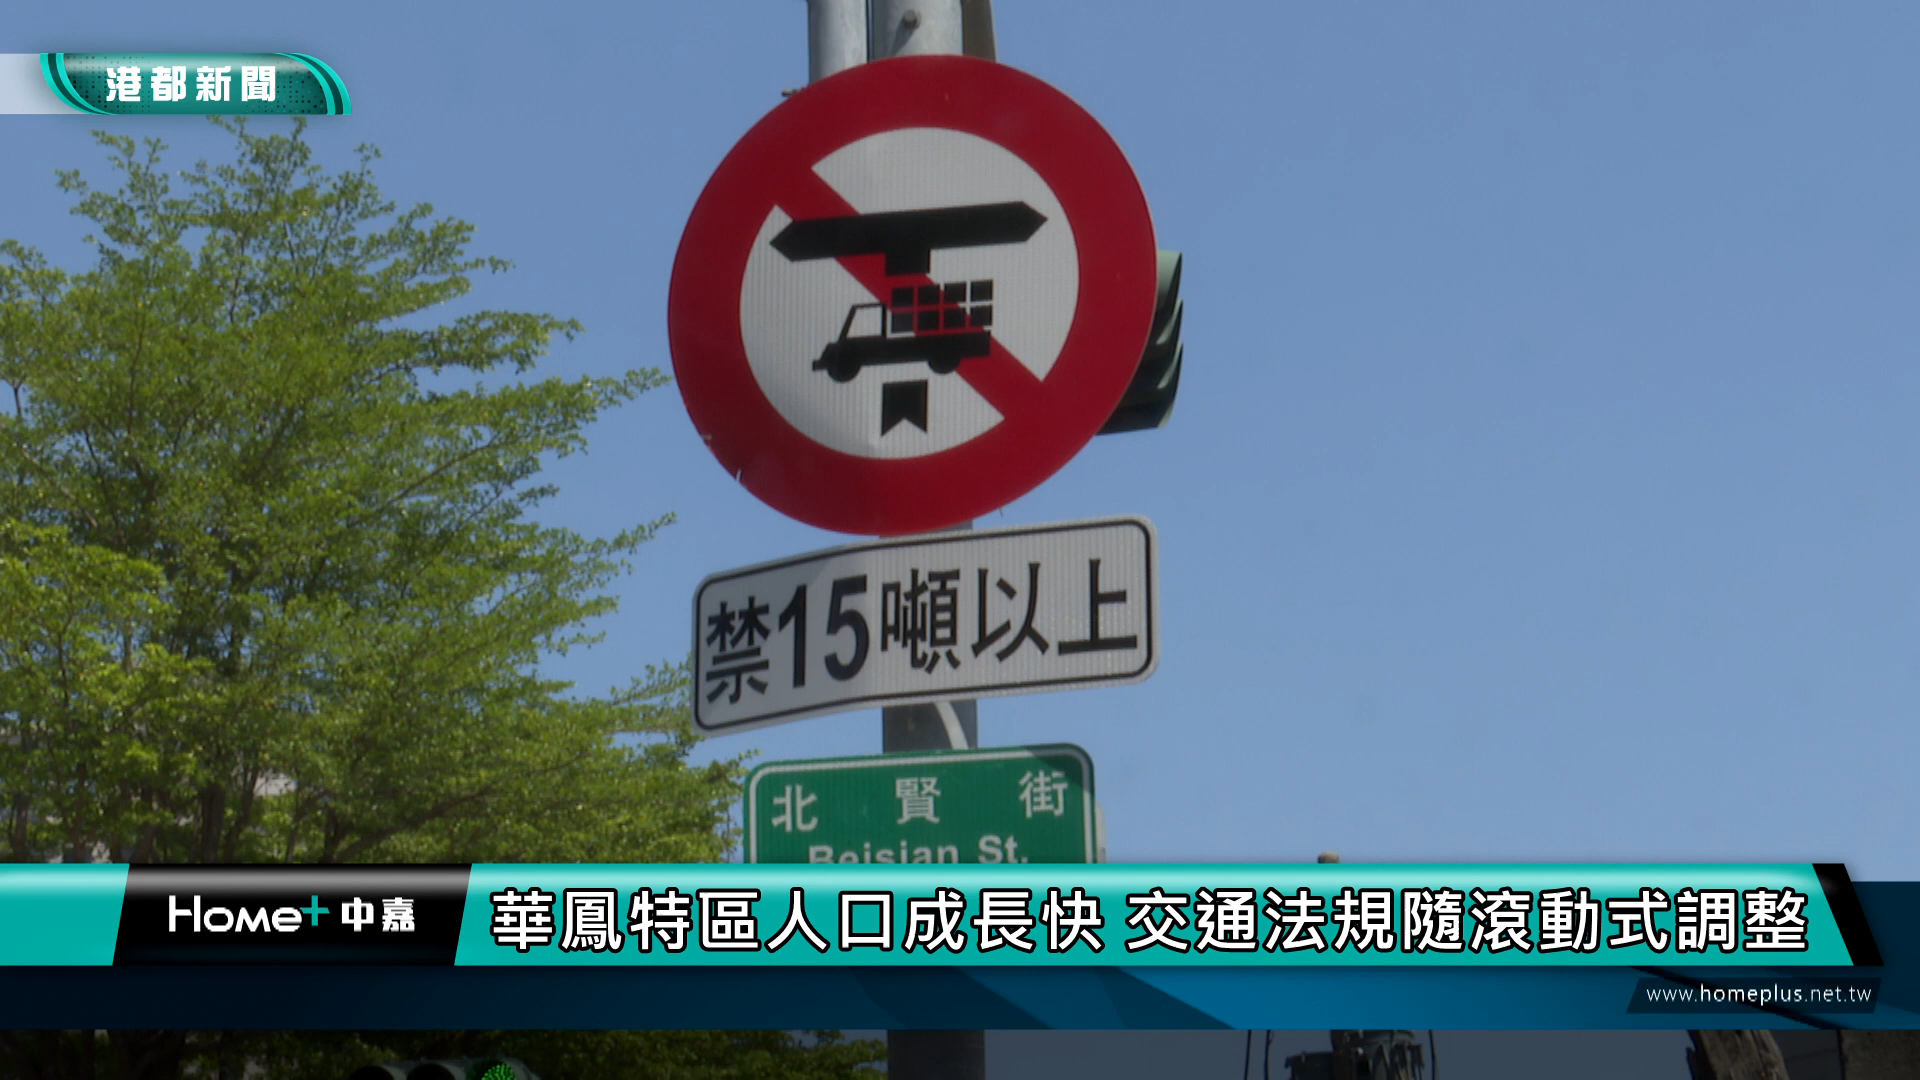 港都新聞
禁15噸以上
北賢街
Beisian St.
Home+中嘉
華鳳特區人口成長快 交通法規隨滾動式調整
www.homeplus.net.tw